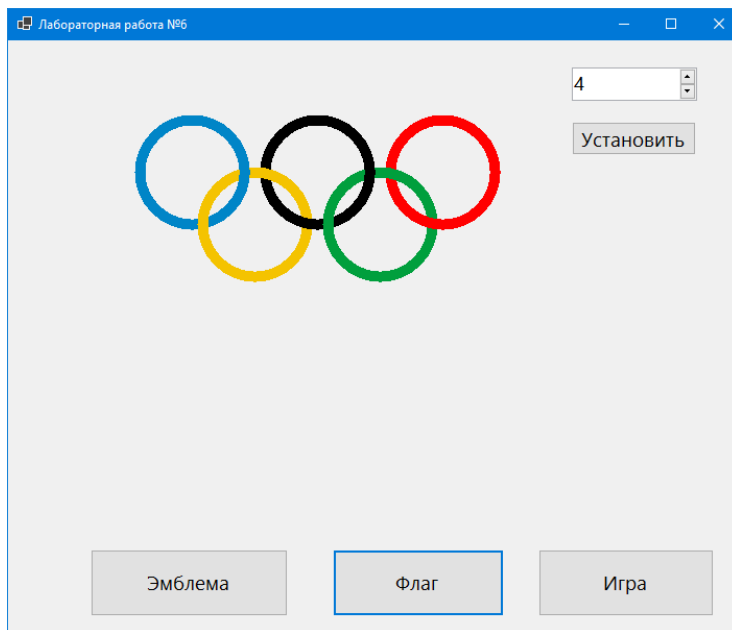 Лабораторная работа №6
4
Установить
Эмблема
Флаг
Игра